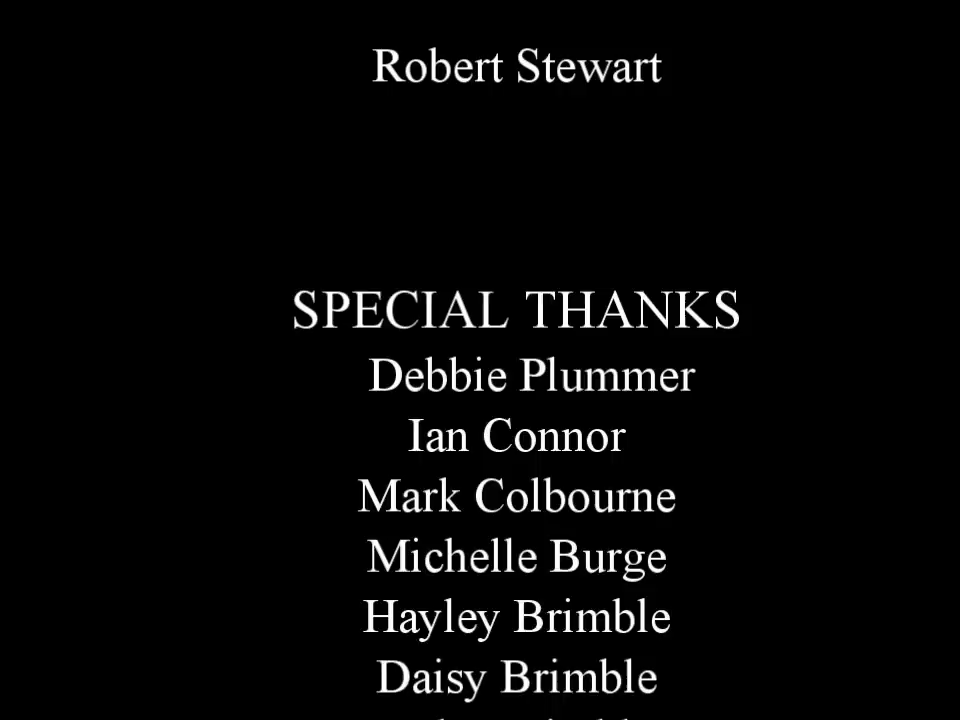 Robert Stewart
SPECIAL THANKS
Debbie Plummer
Ian Connor
Mark Colbourne
Michelle Burge
Hayley Brimble
Daisy Brimble